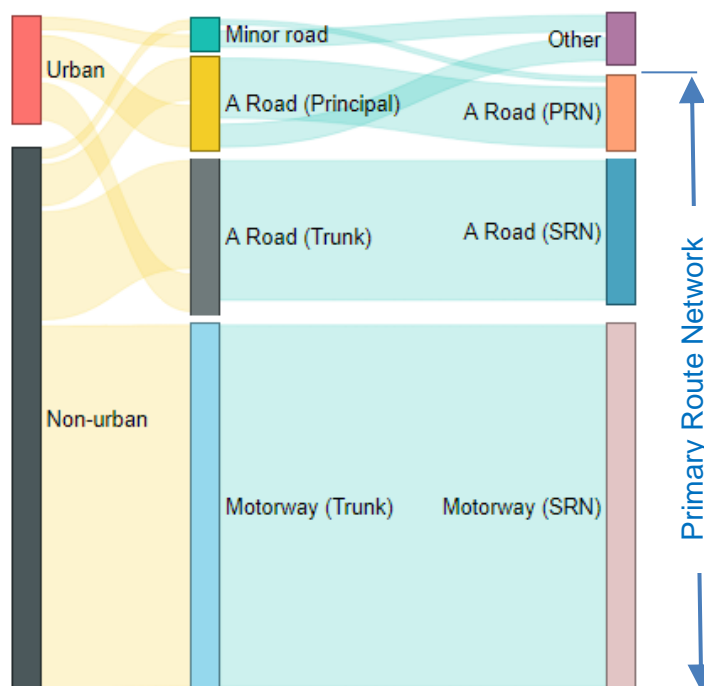 Urban
Non-urban
Minor road
A Road (Principal)
A Road (Trunk)
Motorway (Trunk)
Other
A Road (PRN)
A Road (SRN)
Motorway (SRN)
Primary Route Network